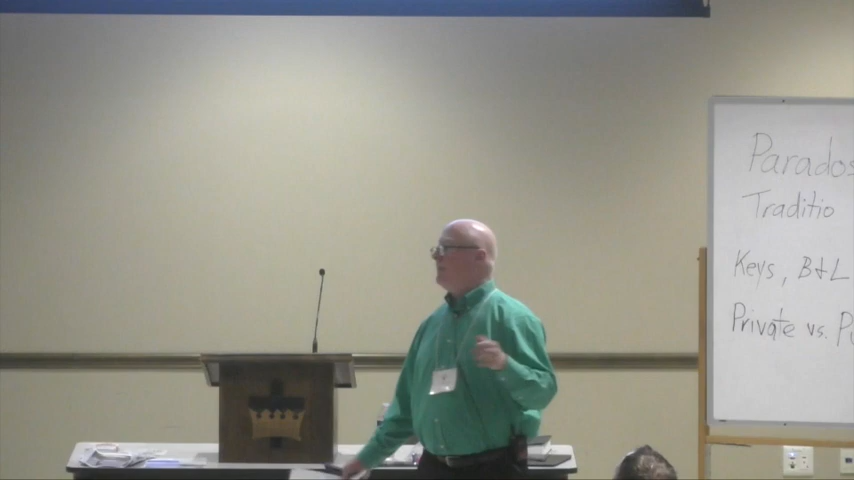 Parados
Traditio
Keys, B+L
Private vs. P